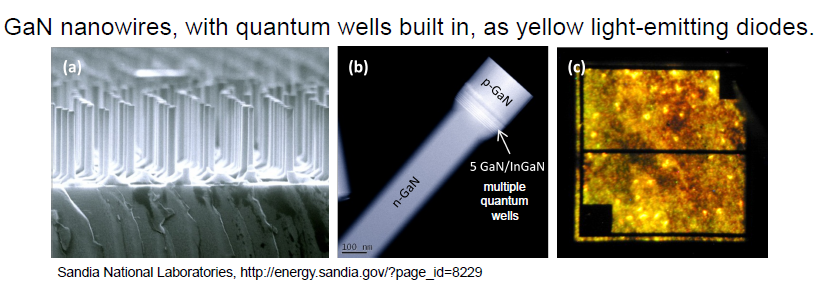 GaN nanowires, with quantum wells built in, as yellow light-emitting diodes.
(a)
(b)
p-GaN
5 GaN/InGaN
multiple
quantum
wells
n-GaN
100 nm
(c)
Sandia National Laboratories, http://energy.sandia.gov/?page_id=8229